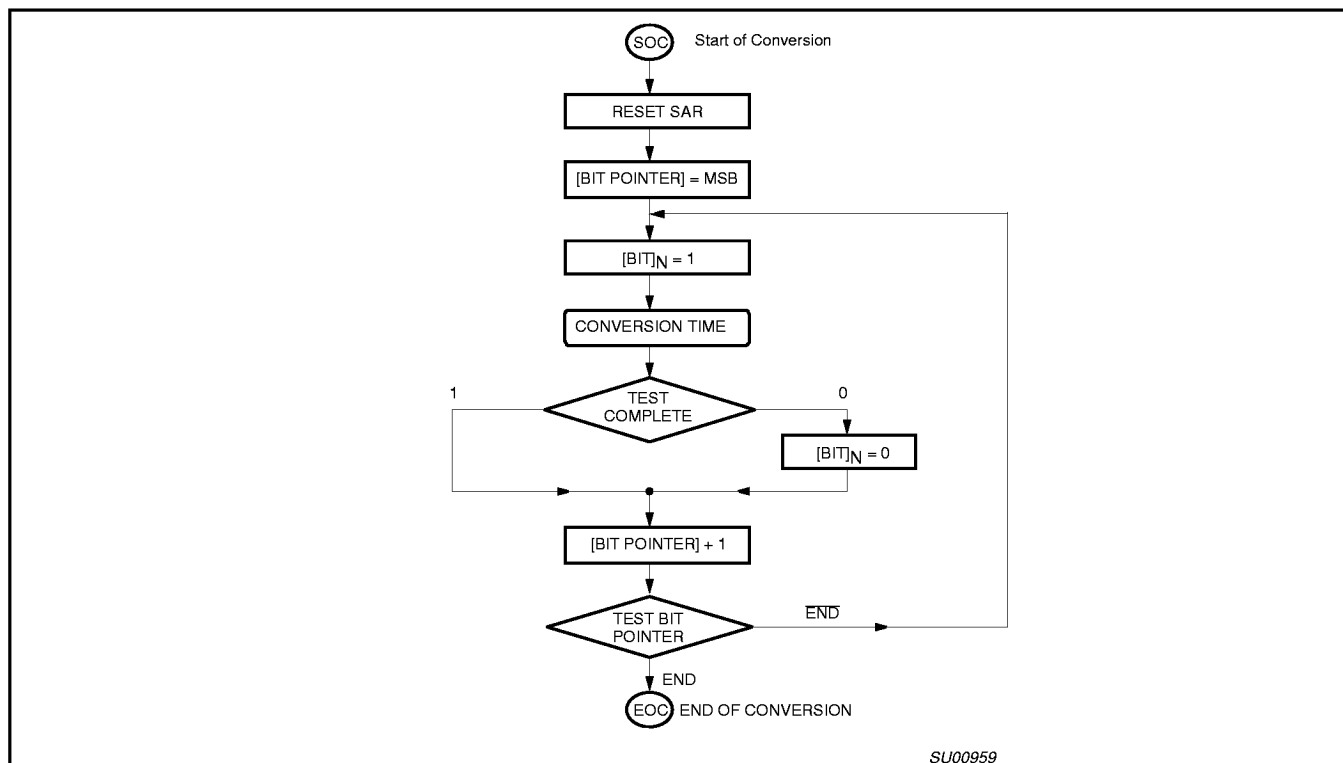 SOC Start of Conversion
RESET SAR
[BIT POINTER] = MSB
[BIT]N = 1
CONVERSION TIME
1
TEST
COMPLETE
0
[BIT]N = 0
[BIT POINTER] + 1
TEST BIT
POINTER
E̅N̅D̅
END
EOC END OF CONVERSION
SU00959